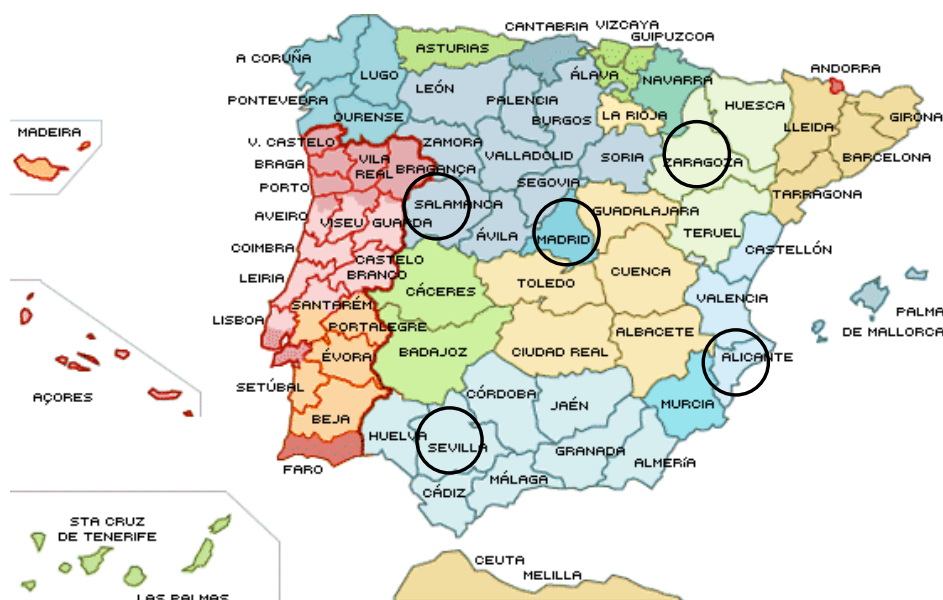 CANTABRIA VIZCAYA
GUIPUZCOA
ASTURIAS
A CORUÑA
LUGO
LEÓN
ÁLAVA
NAVARRA
ANDORRA
PONTEVEDRA
OURENSE
PALENCIA
BURGOS
LA RIOJA
HUESCA
LLEIDA
GIRONA
MADEIRA
V. CASTELO
ZAMORA
BRAGA
VILA
REAL
BRAGANÇA
VALLADOLID
SORIA
ZARAGOZA
BARCELONA
PORTO
SEGOVIA
TARRAGONA
AVEIRO
VISEU
GUARDA
SALAMANCA
ÁVILA
MADRID
GUADALAJARA
TERUEL
CASTELLÓN
COIMBRA
CASTELO
BRANCO
LEIRIA
CÁCERES
TOLEDO
CUENCA
VALENCIA
SANTARÉM
LISBOA
PORTALEGRE
PALMA
DE MALLORCA
ÉVORA
BADAJOZ
CIUDAD REAL
ALBACETE
ALICANTE
SETÚBAL
AÇORES
BEJA
CÓRDOBA
JAÉN
MURCIA
HUELVA
SEVILLA
GRANADA
ALMERÍA
FARO
CÁDIZ
MÁLAGA
STA CRUZ
DE TENERIFE
LAS PALMAS
CEUTA
MELILLA